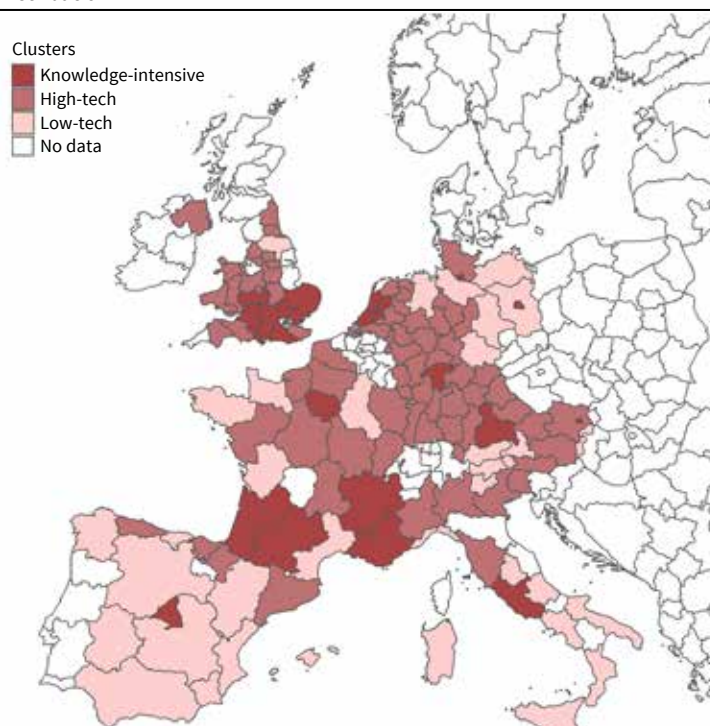 Clusters
Knowledge-intensive
High-tech
Low-tech
No data